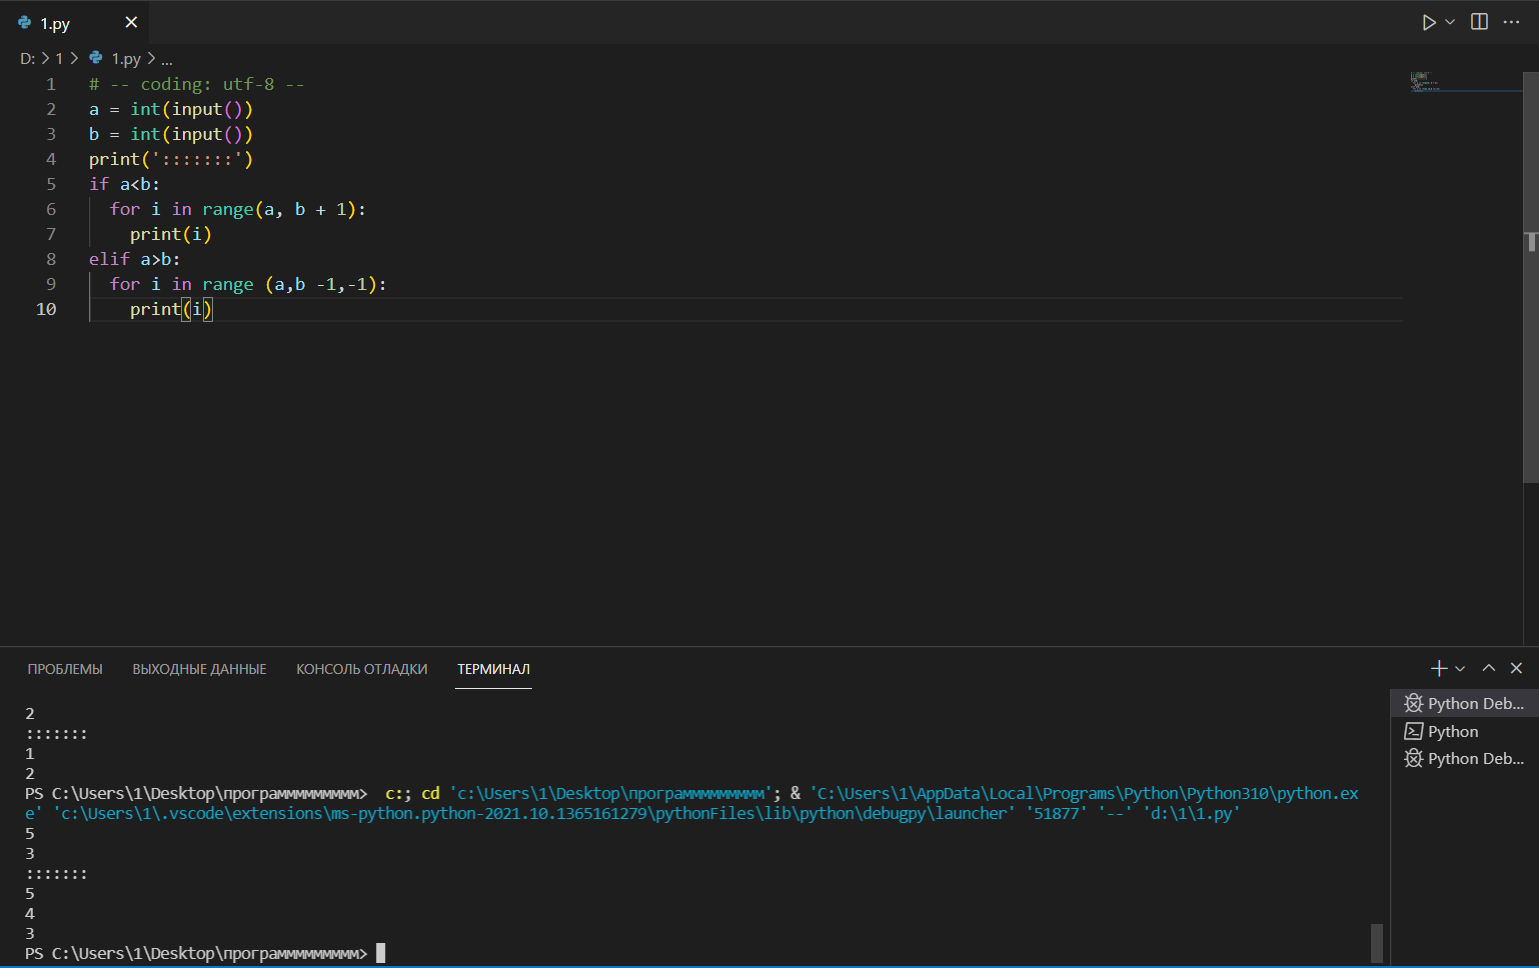 1.py
D: > 1 > 1.py > ...
1 # -- coding: utf-8 --
2 a = int(input())
3 b = int(input())
4 print(':::::::')
5 if a<b:
6   for i in range(a, b + 1):
7     print(i)
8 elif a>b:
9   for i in range (a,b -1,-1):
10     print(i)
ПРОБЛЕМЫ ВЫХОДНЫЕ ДАННЫЕ КОНСОЛЬ ОТЛАДКИ ТЕРМИНАЛ
2
:::::::
1
2
PS C:\Users\1\Desktop\программмммммммм>  c:; cd 'c:\Users\1\Desktop\программмммммммм'; & 'C:\Users\1\AppData\Local\Programs\Python\Python310\python.ex
e' 'c:\Users\1\.vscode\extensions\ms-python.python-2021.10.1365161279\pythonFiles\lib\python\debugpy\launcher' '51877' '--' 'd:\1\1.py'
5
3
:::::::
5
4
3
PS C:\Users\1\Desktop\программмммммммм>
Python Deb...
Python
Python Deb...